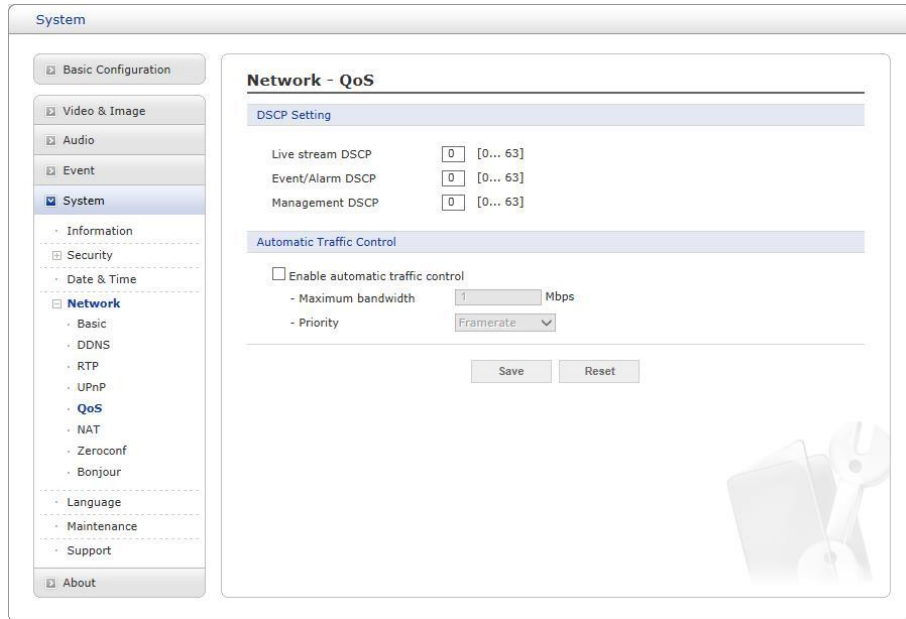 System
Basic Configuration
Video & Image
Audio
Event
System
· Information
Security
· Date & Time
Network
· Basic
· DDNS
· RTP
· UPnP
· QoS
· NAT
· Zeroconf
· Bonjour
· Language
· Maintenance
· Support
About
Network - QoS
DSCP Setting
Live stream DSCP 0 [0... 63]
Event/Alarm DSCP 0 [0... 63]
Management DSCP 0 [0... 63]
Automatic Traffic Control
Enable automatic traffic control
- Maximum bandwidth 1 Mbps
- Priority Framerate
Save Reset